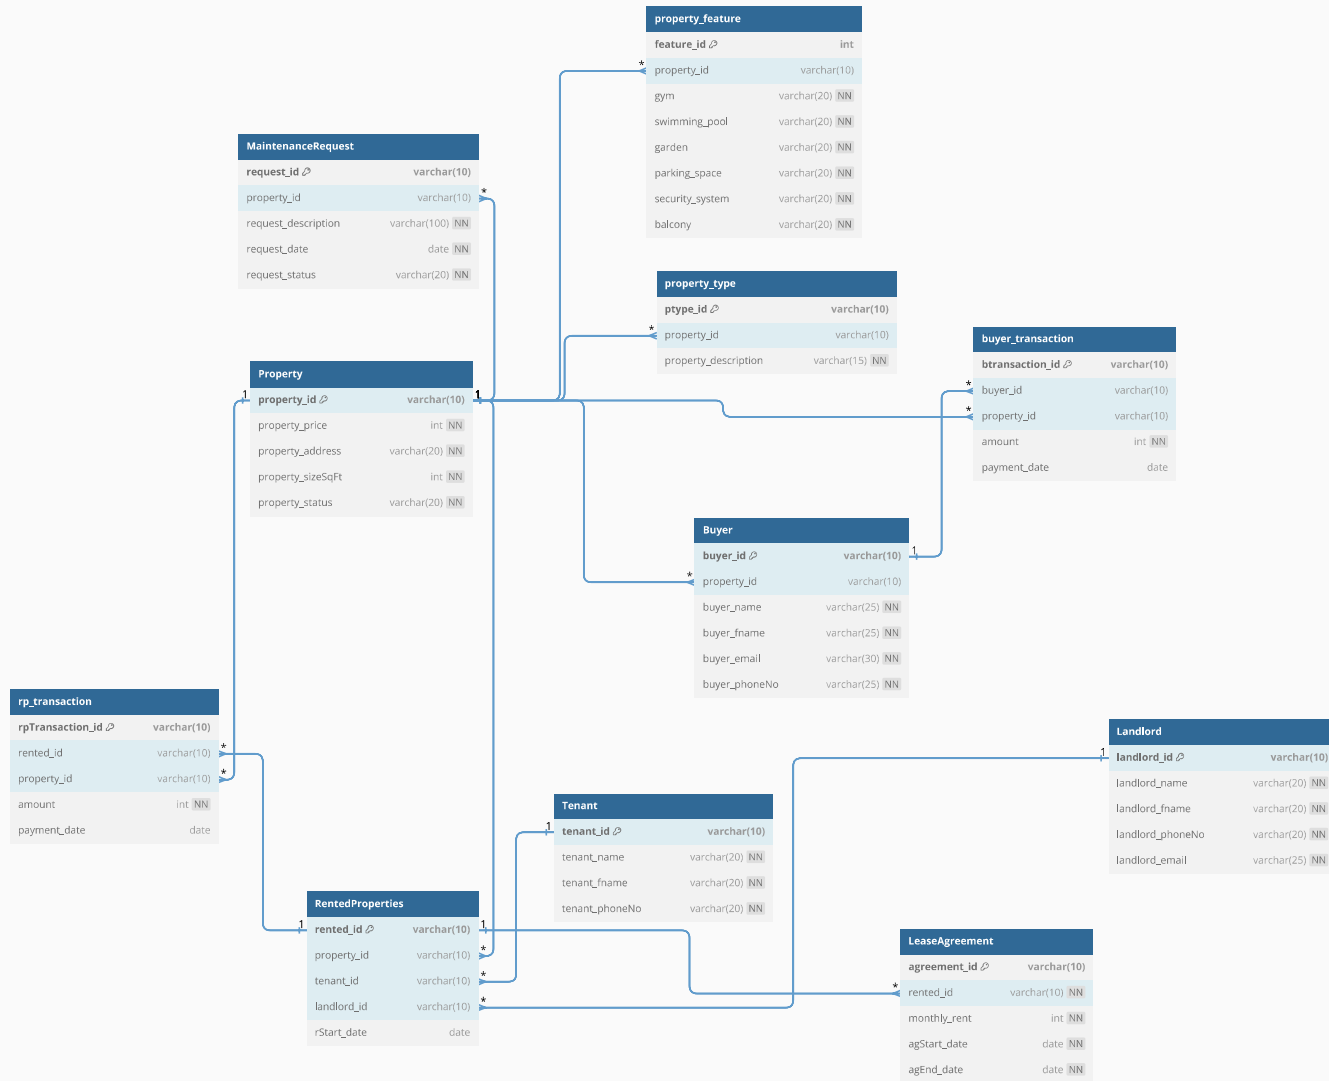 property_feature
feature_id int
* property_id varchar(10)
gym varchar(20) NN
swimming_pool varchar(20) NN
garden varchar(20) NN
parking_space varchar(20) NN
security_system varchar(20) NN
balcony varchar(20) NN
MaintenanceRequest
request_id varchar(10)
property_id varchar(10) *
request_description varchar(100) NN
request_date date NN
request_status varchar(20) NN
property_type
ptype_id varchar(10)
* property_id varchar(10)
property_description varchar(15) NN
buyer_transaction
btransaction_id varchar(10)
* buyer_id varchar(10)
* property_id varchar(10)
amount int NN
payment_date date
Property
1 property_id varchar(10) 1
property_price int NN
property_address varchar(20) NN
property_sizeSqFt int NN
property_status varchar(20) NN
Buyer
buyer_id varchar(10) 1
* property_id varchar(10)
buyer_name varchar(25) NN
buyer_fname varchar(25) NN
buyer_email varchar(30) NN
buyer_phoneNo varchar(25) NN
rp_transaction
rpTransaction_id varchar(10)
rented_id varchar(10) *
property_id varchar(10) *
amount int NN
payment_date date
Landlord
1 landlord_id varchar(10)
landlord_name varchar(20) NN
landlord_fname varchar(20) NN
landlord_phoneNo varchar(20) NN
landlord_email varchar(25) NN
Tenant
1 tenant_id varchar(10)
tenant_name varchar(20) NN
tenant_fname varchar(20) NN
tenant_phoneNo varchar(20) NN
RentedProperties
1 rented_id varchar(10) 1
property_id varchar(10) *
tenant_id varchar(10) *
landlord_id varchar(10) *
rStart_date date
LeaseAgreement
agreement_id varchar(10)
* rented_id varchar(10) NN
monthly_rent int NN
agStart_date date NN
agEnd_date date NN